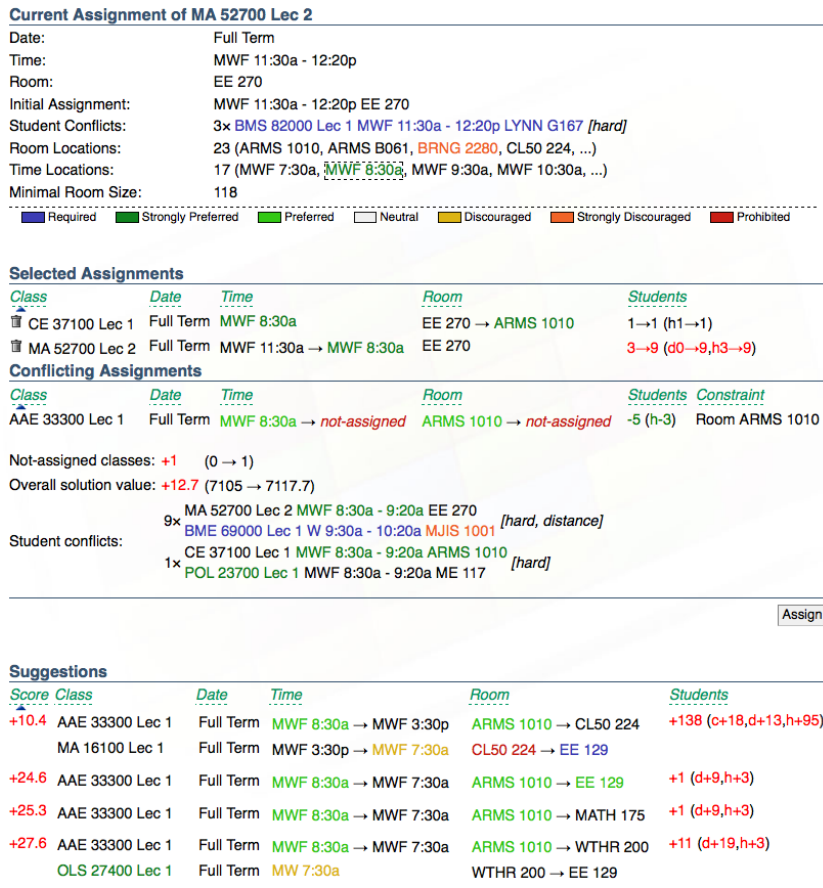 Current Assignment of MA 52700 Lec 2
Date: Full Term
Time: MWF 11:30a - 12:20p
Room: EE 270
Initial Assignment: MWF 11:30a - 12:20p EE 270
Student Conflicts: 3× BMS 82000 Lec 1 MWF 11:30a - 12:20p LYNN G167 [hard]
Room Locations: 23 (ARMS 1010, ARMS B061, BRNG 2280, CL50 224, ...)
Time Locations: 17 (MWF 7:30a, MWF 8:30a, MWF 9:30a, MWF 10:30a, ...)
Minimal Room Size: 118
Required Strongly Preferred Preferred Neutral Discouraged Strongly Discouraged Prohibited
Selected Assignments
Class Date Time Room Students
CE 37100 Lec 1 Full Term MWF 8:30a EE 270 → ARMS 1010 1→1 (h1→1)
MA 52700 Lec 2 Full Term MWF 11:30a → MWF 8:30a EE 270 3→9 (d0→9,h3→9)
Conflicting Assignments
Class Date Time Room Students Constraint
AAE 33300 Lec 1 Full Term MWF 8:30a → not-assigned ARMS 1010 → not-assigned -5 (h-3) Room ARMS 1010
Not-assigned classes: +1 (0 → 1)
Overall solution value: +12.7 (7105 → 7117.7)
Student conflicts:
9× MA 52700 Lec 2 MWF 8:30a - 9:20a EE 270
BME 69000 Lec 1 W 9:30a - 10:20a MJIS 1001 [hard, distance]
1× CE 37100 Lec 1 MWF 8:30a - 9:20a ARMS 1010
POL 23700 Lec 1 MWF 8:30a - 9:20a ME 117 [hard]
Assign
Suggestions
Score Class Date Time Room Students
+10.4 AAE 33300 Lec 1 Full Term MWF 8:30a → MWF 3:30p ARMS 1010 → CL50 224 +138 (c+18,d+13,h+95)
MA 16100 Lec 1 Full Term MWF 3:30p → MWF 7:30a CL50 224 → EE 129
+24.6 AAE 33300 Lec 1 Full Term MWF 8:30a → MWF 7:30a ARMS 1010 → EE 129 +1 (d+9,h+3)
+25.3 AAE 33300 Lec 1 Full Term MWF 8:30a → MWF 7:30a ARMS 1010 → MATH 175 +1 (d+9,h+3)
+27.6 AAE 33300 Lec 1 Full Term MWF 8:30a → MWF 7:30a ARMS 1010 → WTHR 200 +11 (d+19,h+3)
OLS 27400 Lec 1 Full Term MW 7:30a WTHR 200 → EE 129